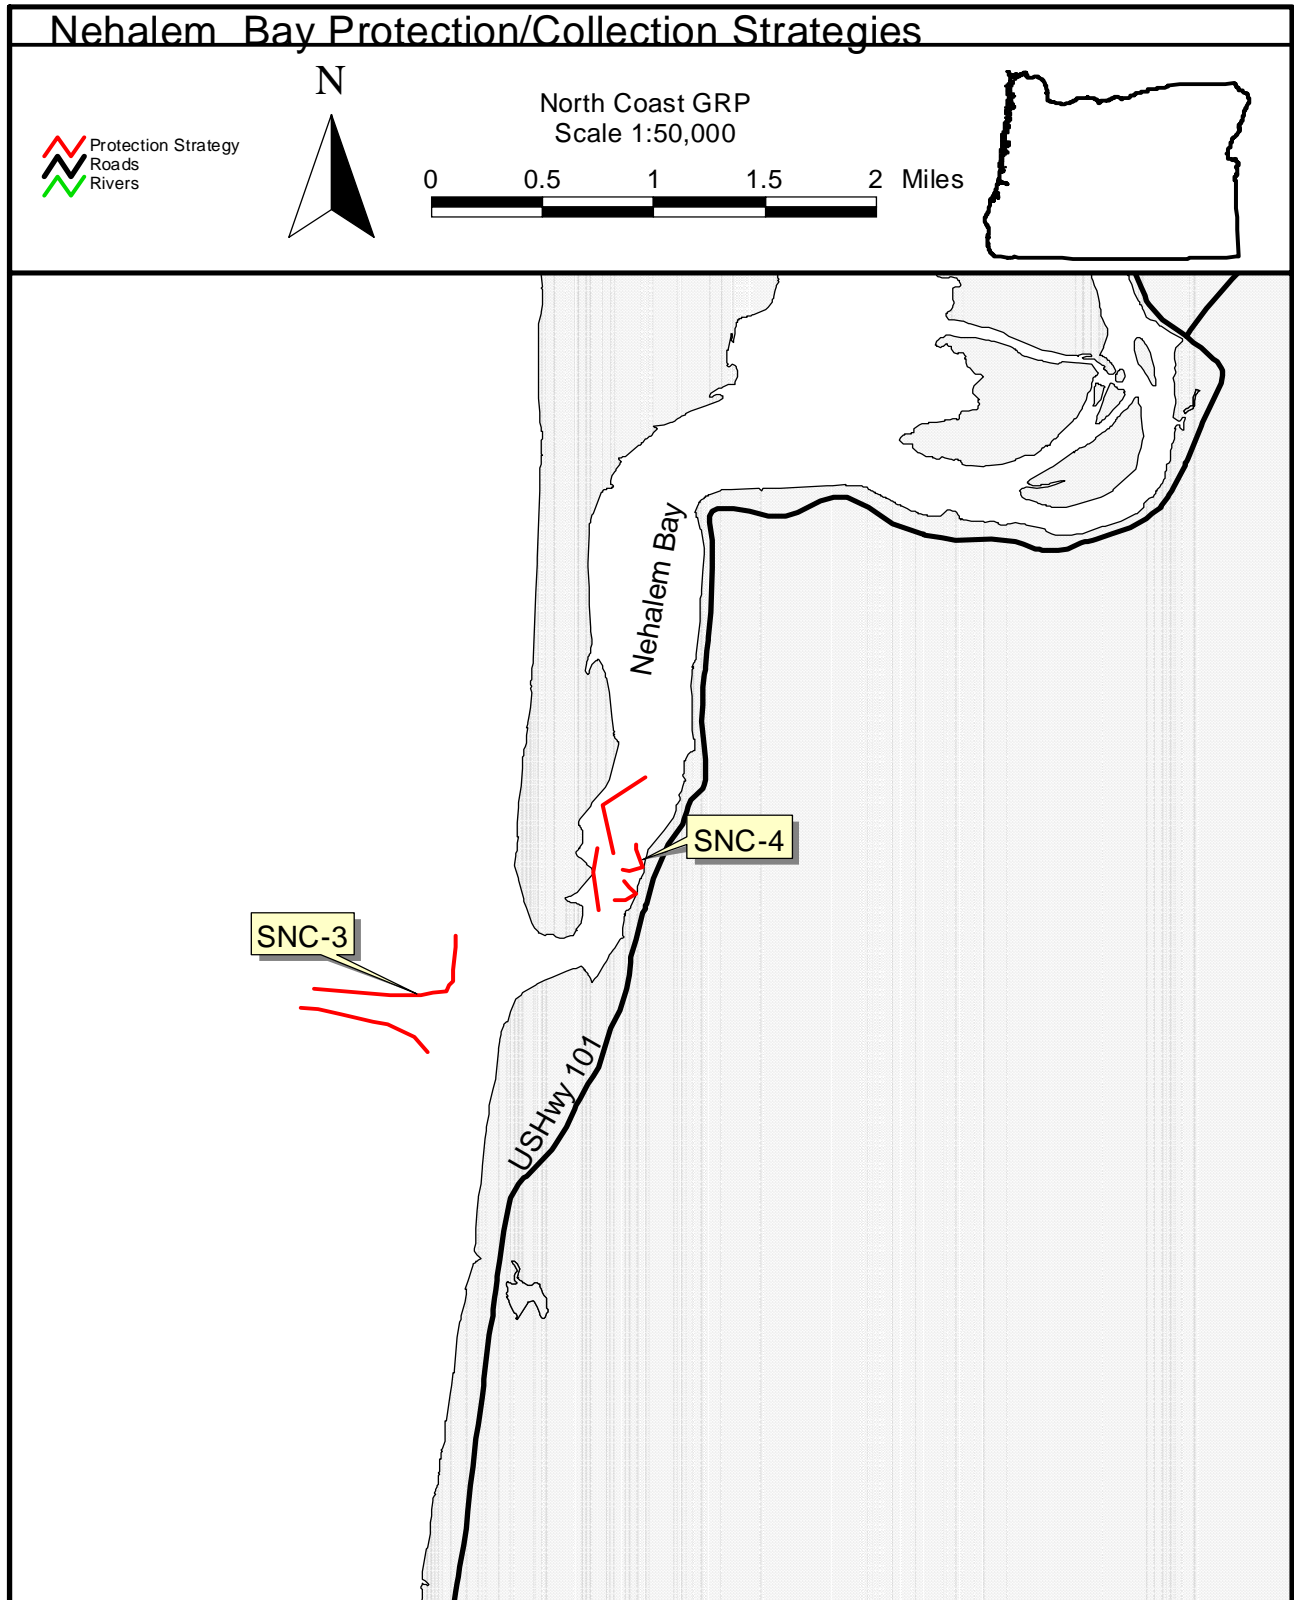 Nehalem Bay Protection/Collection Strategies
N
North Coast GRP
Scale 1:50,000
Protection Strategy
Roads
Rivers
0 0.5 1 1.5 2 Miles
Nehalem Bay
SNC-4
SNC-3
USHwy 101